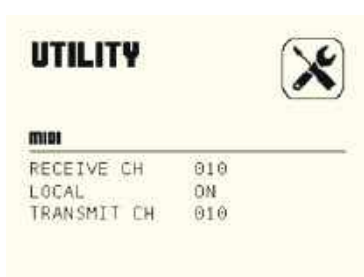 UTILITY
MIDI
RECEIVE CH 010
LOCAL ON
TRANSMIT CH 010